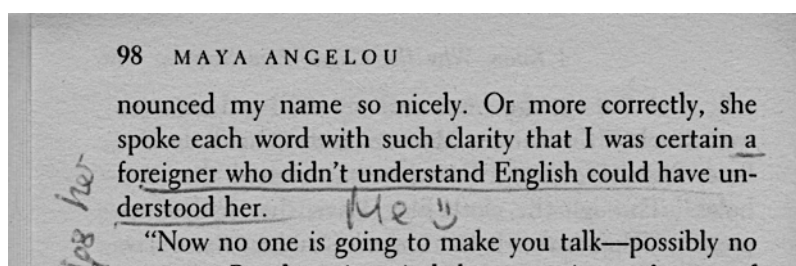 98 MAYA ANGELOU
nounced my name so nicely. Or more correctly, she
spoke each word with such clarity that I was certain a
foreigner who didn't understand English could have un-
derstood her. Me
"Now no one is going to make you talk—possibly no
her